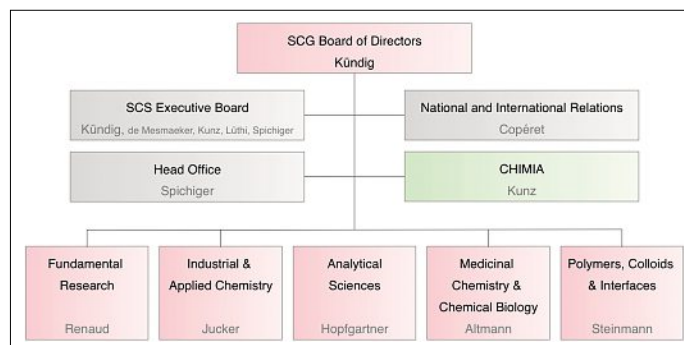 SCG Board of Directors
Kündig
SCS Executive Board
Kündig, de Mesmaeker, Kunz, Lüthi, Spichiger
National and International Relations
Copéret
Head Office
Spichiger
CHIMIA
Kunz
Fundamental
Research
Renaud
Industrial &
Applied Chemistry
Jucker
Analytical
Sciences
Hopfgartner
Medicinal
Chemistry &
Chemical Biology
Altmann
Polymers, Colloids
& Interfaces
Steinmann